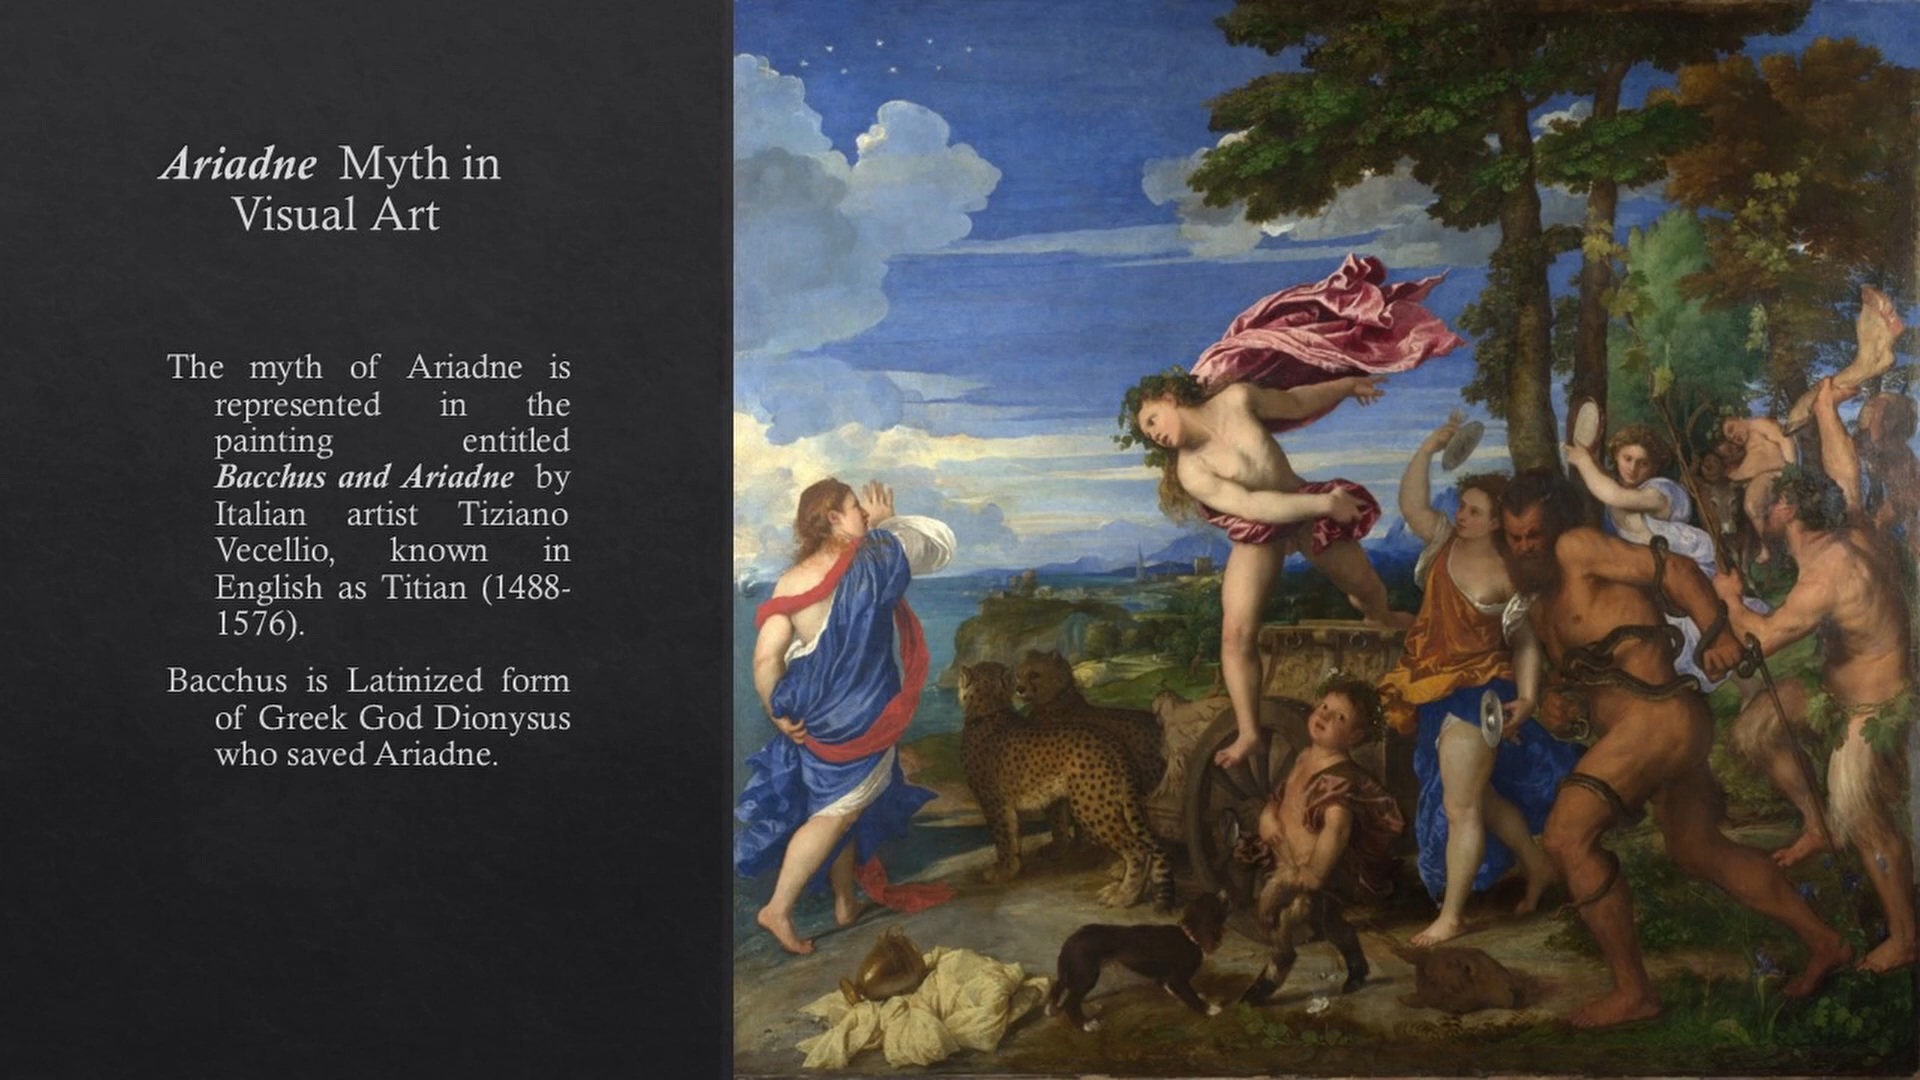 Ariadne Myth in
Visual Art
The myth of Ariadne is
represented in the
painting entitled
Bacchus and Ariadne by
Italian artist Tiziano
Vecellio, known in
English as Titian (1488-
1576).
Bacchus is Latinized form
of Greek God Dionysus
who saved Ariadne.